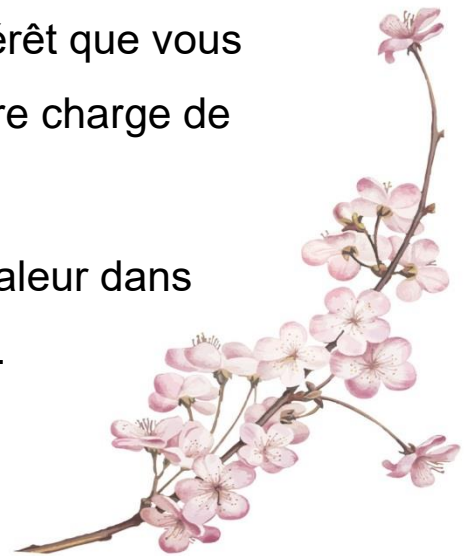 érêt que vous
re charge de
aleur dans
.